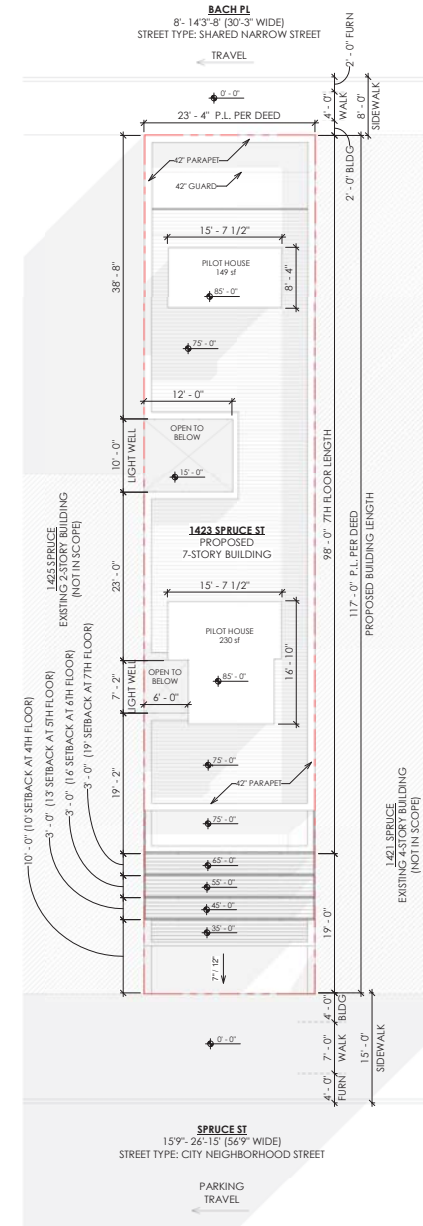 BACH PL
8'- 14'3"-8' (30'-3" WIDE)
STREET TYPE: SHARED NARROW STREET
TRAVEL
2' - 0" FURN
4' - 0"
WALK
8' - 0"
SIDEWALK
2' - 0" BLDG
0' - 0"
23' - 4" P.L. PER DEED
42" PARAPET
42" GUARD
15' - 7 1/2"
PILOT HOUSE
149 sf
8' - 4"
85' - 0"
38' - 8"
75' - 0"
12' - 0"
OPEN TO
BELOW
10' - 0"
LIGHT WELL
15' - 0"
98' - 0" 7TH FLOOR LENGTH
117' - 0" P.L. PER DEED
PROPOSED BUILDING LENGTH
1425 SPRUCE
EXISTING 2-STORY BUILDING
(NOT IN SCOPE)
1423 SPRUCE ST
PROPOSED
7-STORY BUILDING
23' - 0"
15' - 7 1/2"
PILOT HOUSE
230 sf
16' - 10"
OPEN TO
BELOW
85' - 0"
7' - 2"
LIGHT WELL
6' - 0"
19' - 2"
10' - 0" (10' SETBACK AT 4TH FLOOR)
3' - 0" (13' SETBACK AT 5TH FLOOR)
3' - 0" (16' SETBACK AT 6TH FLOOR)
3' - 0" (19' SETBACK AT 7TH FLOOR)
75' - 0"
42" PARAPET
75' - 0"
65' - 0"
55' - 0"
45' - 0"
35' - 0"
7" / 12"
1421 SPRUCE
EXISTING 4-STORY BUILDING
(NOT IN SCOPE)
19' - 0"
4' - 0"
BLDG
7' - 0"
WALK
4' - 0"
FURN
15' - 0"
SIDEWALK
0' - 0"
SPRUCE ST
15'9"- 26'-15' (56'9" WIDE)
STREET TYPE: CITY NEIGHBORHOOD STREET
PARKING
TRAVEL